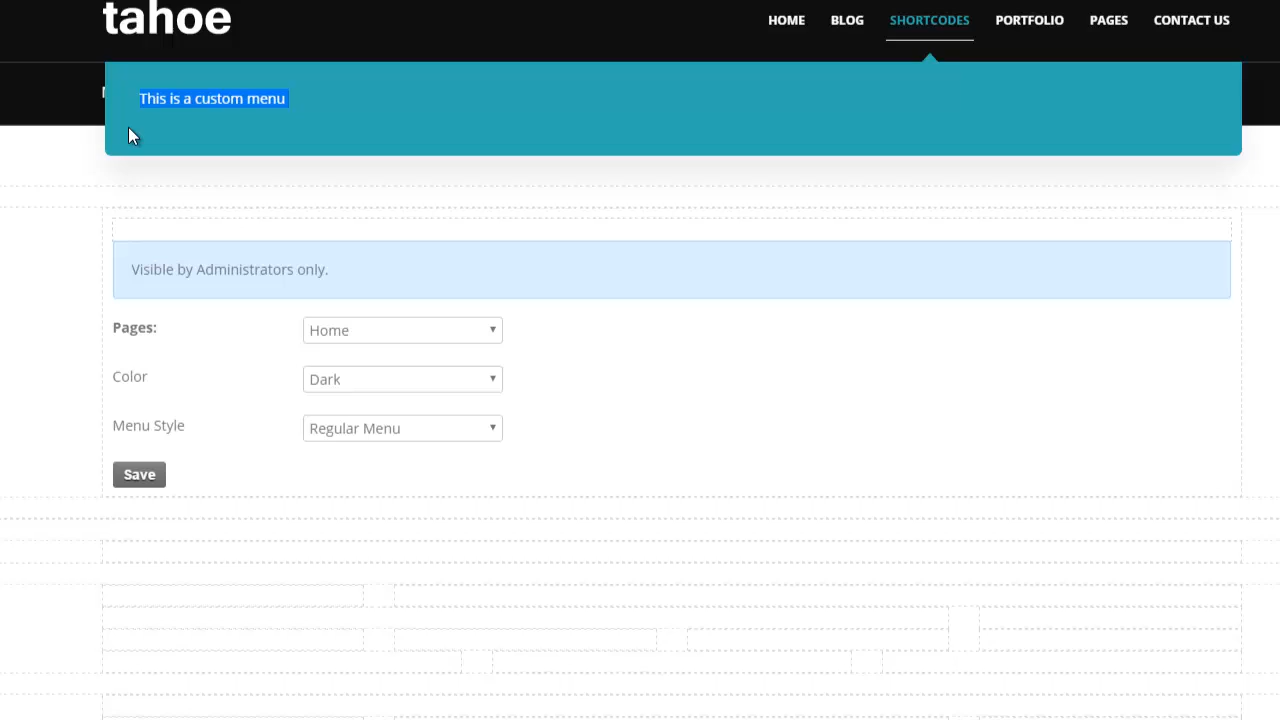 tahoe
HOME BLOG SHORTCODES PORTFOLIO PAGES CONTACT US
This is a custom menu
Visible by Administrators only.
Pages: Home
Color Dark
Menu Style Regular Menu
Save